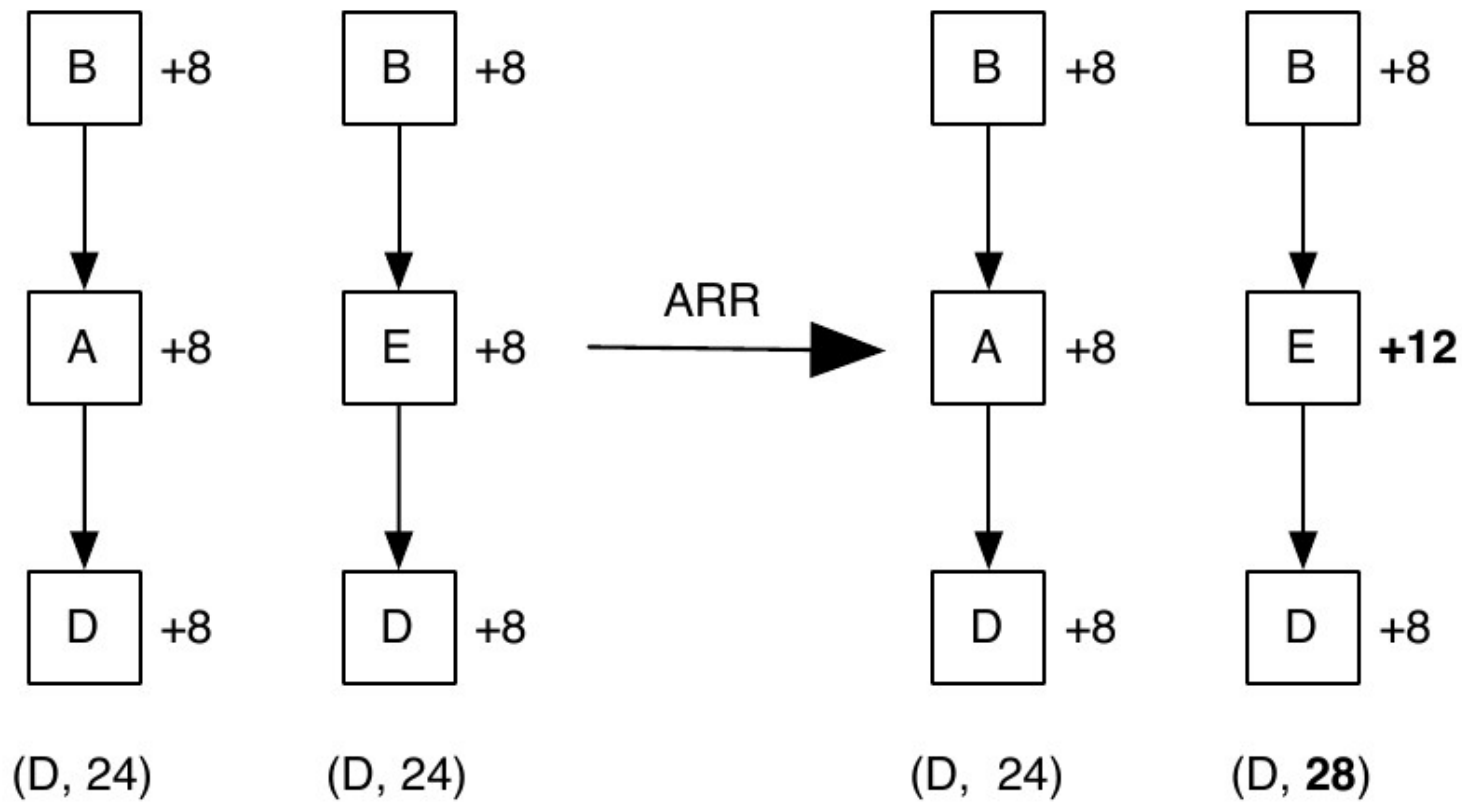 B +8 B +8 B +8 B +8
ARR
A +8 E +8 A +8 E +12
D +8 D +8 D +8 D +8
(D, 24) (D, 24) (D, 24) (D, 28)